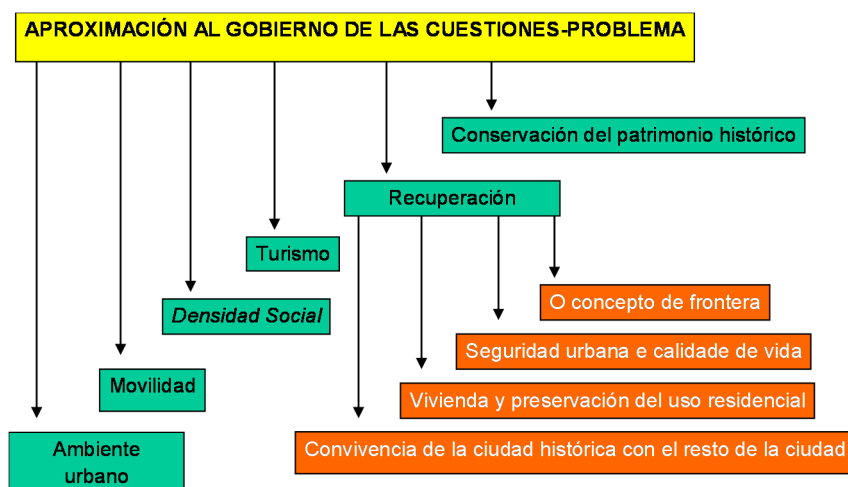 APROXIMACIÓN AL GOBIERNO DE LAS CUESTIONES-PROBLEMA
Conservación del patrimonio histórico
Recuperación
Turismo
Densidad Social
Movilidad
Ambiente
urbano
O concepto de frontera
Seguridad urbana e calidade de vida
Vivienda y preservación del uso residencial
Convivencia de la ciudad histórica con el resto de la ciudad